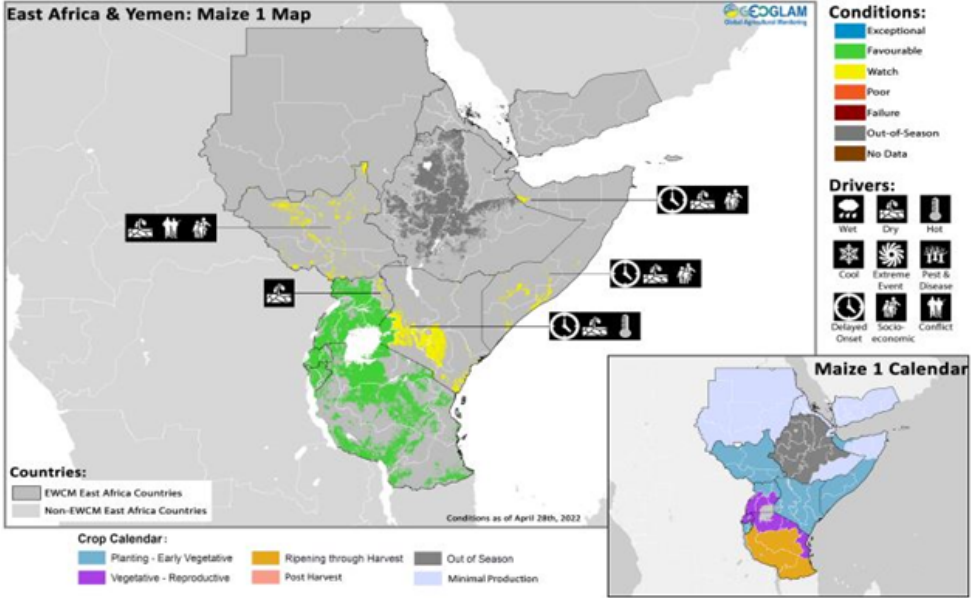 East Africa & Yemen: Maize 1 Map
GEOGLAM
Global Agricultural Monitoring
Conditions:
Exceptional
Favourable
Watch
Poor
Failure
Out-of-Season
No Data
Drivers:
Wet
Dry
Hot
Cool
Extreme
Event
Pest &
Disease
Delayed
Onset
Socio-
economic
Conflict
Maize 1 Calendar
Countries:
EWCM East Africa Countries
Non-EWCM East Africa Countries
Conditions as of April 28th, 2022
Crop Calendar:
Planting - Early Vegetative
Ripening through Harvest
Out of Season
Vegetative - Reproductive
Post Harvest
Minimal Production